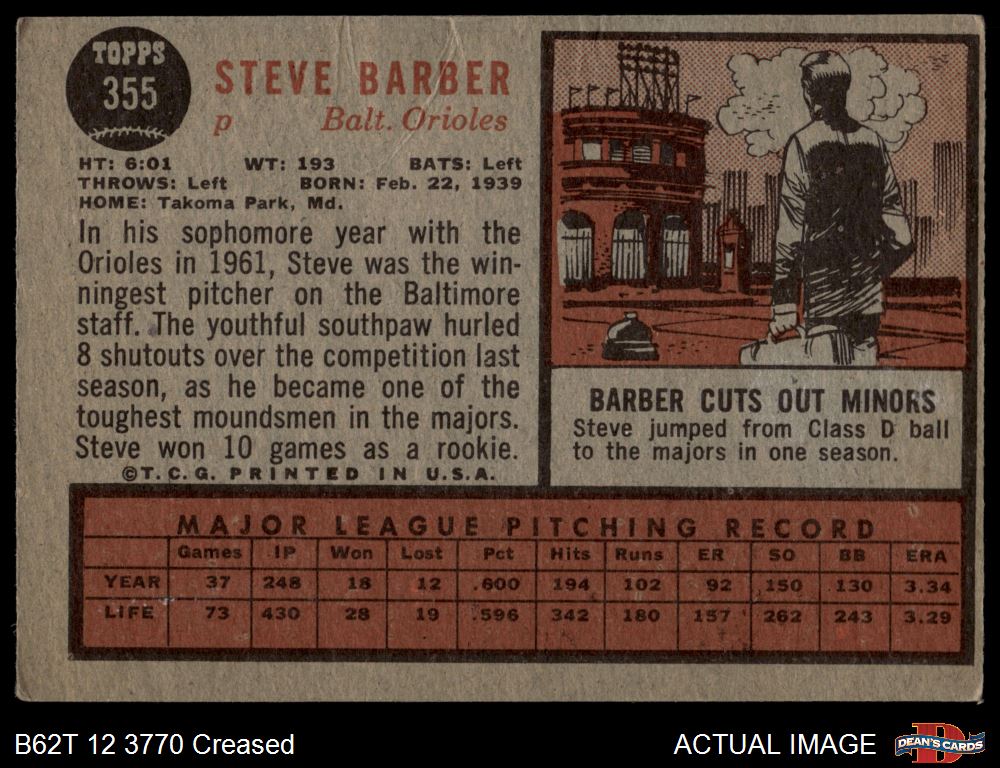 TOPPS
355
STEVE BARBER
p Balt. Orioles
HT: 6:01 WT: 193 BATS: Left
THROWS: Left BORN: Feb. 22, 1939
HOME: Takoma Park, Md.
In his sophomore year with the
Orioles in 1961, Steve was the win-
ningest pitcher on the Baltimore
staff. The youthful southpaw hurled
8 shutouts over the competition last
season, as he became one of the
toughest moundsmen in the majors.
Steve won 10 games as a rookie.
©T.C.G. PRINTED IN U.S.A.
BARBER CUTS OUT MINORS
Steve jumped from Class D ball
to the majors in one season.
MAJOR LEAGUE PITCHING RECORD
Games IP Won Lost Pct Hits Runs ER SO BB ERA
YEAR 37 248 18 12 .600 194 102 92 150 130 3.34
LIFE 73 430 28 19 .596 342 180 157 262 243 3.29
B62T 12 3770 Creased
ACTUAL IMAGE
DEAN'S CARDS